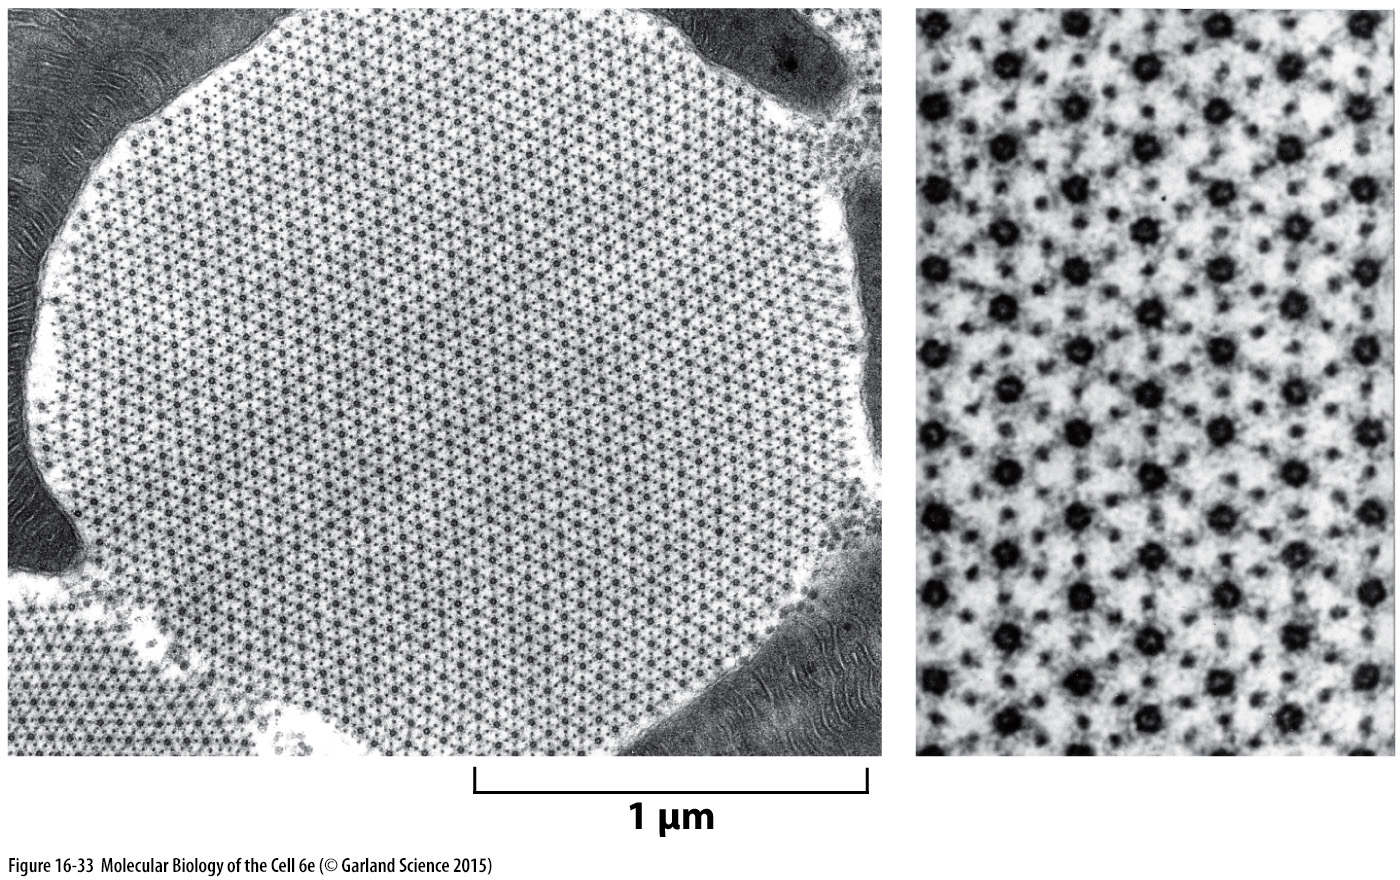 1 µm
Figure 16-33 Molecular Biology of the Cell 6e (© Garland Science 2015)